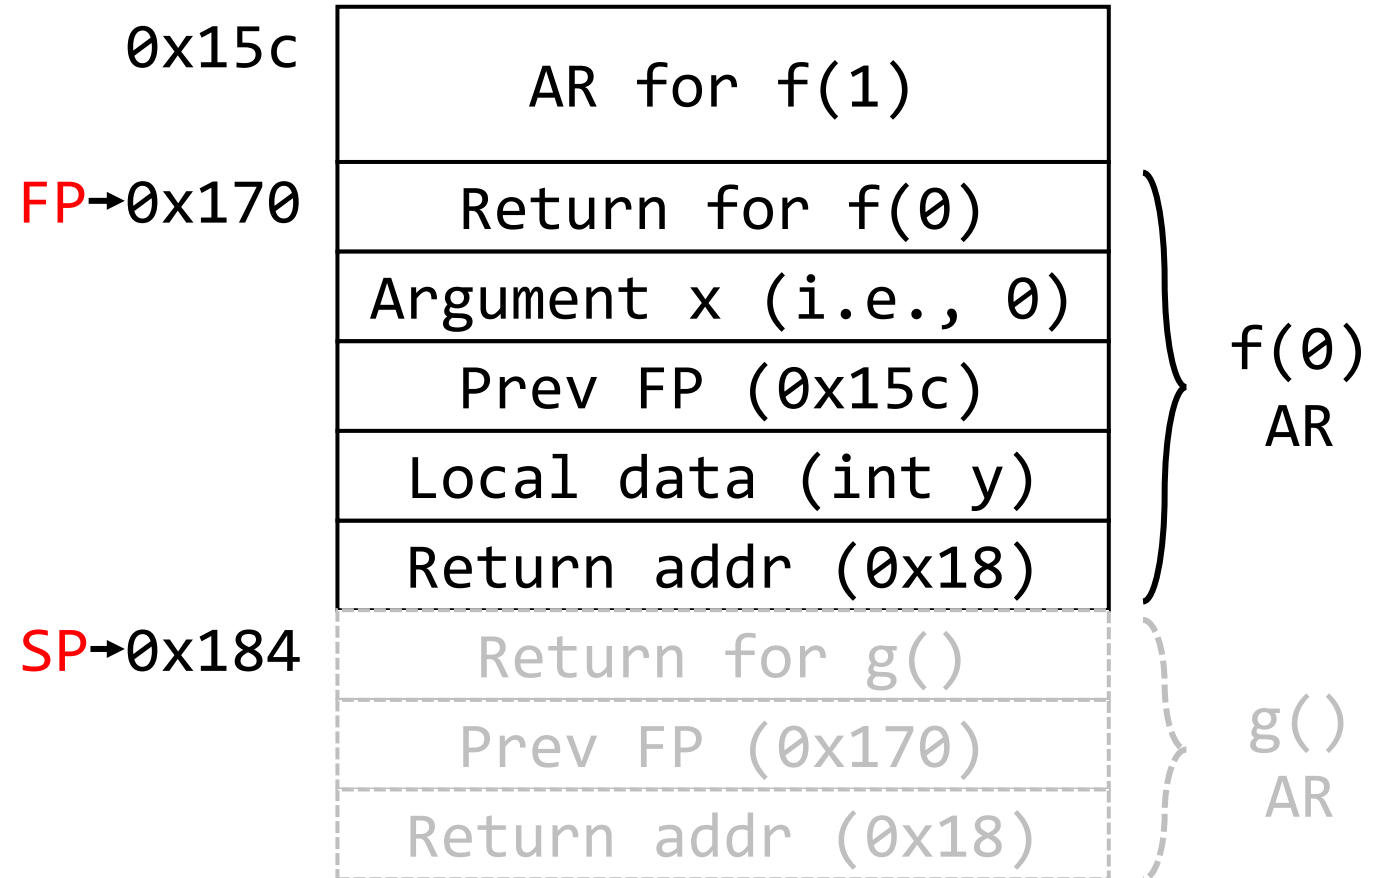 0x15c
AR for f(1)
FP→0x170
Return for f(0)
Argument x (i.e., 0)
Prev FP (0x15c)
Local data (int y)
Return addr (0x18)
f(0)
AR
SP→0x184
Return for g()
Prev FP (0x170)
Return addr (0x18)
g()
AR